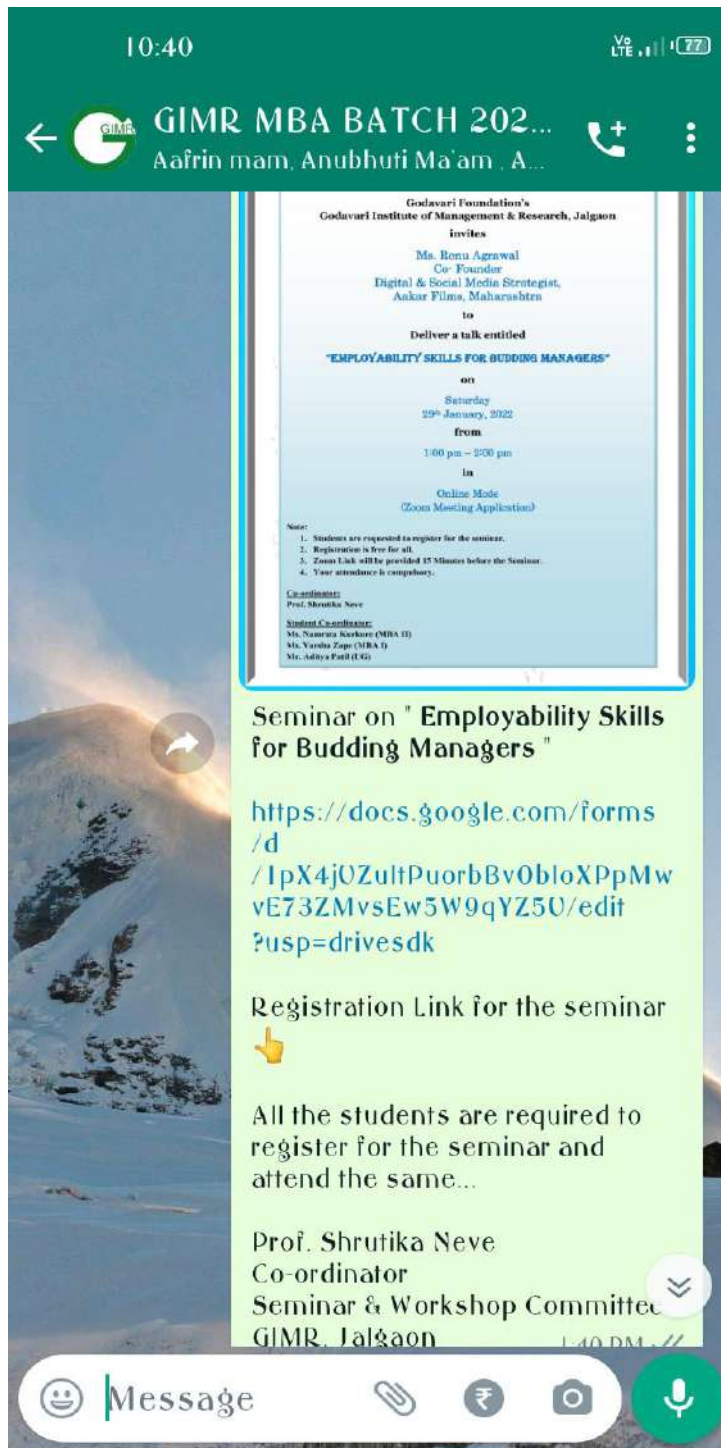 10:40
Vo
LTE
77
GIMR
GIMR MBA BATCH 202...
Aafrin mam, Anubhuti Ma'am , A...
Godavari Foundation's
Godavari Institute of Management & Research, Jalgaon
invites
Ms. Renu Agrawal
Co- Founder
Digital & Social Media Strategist,
Aakar Films, Maharashtra
to
Deliver a talk entitled
"EMPLOYABILITY SKILLS FOR BUDDING MANAGERS"
on
Saturday
29th January, 2022
from
1:00 pm – 2:00 pm
in
Online Mode
(Zoom Meeting Application)
Note:
1. Students are requested to register for the seminar.
2. Registration is free for all.
3. Zoom Link will be provided 15 Minutes before the Seminar.
4. Your attendance is compulsory.
Co-ordinator:
Prof. Shrutika Neve
Student Co-ordinator:
Ms. Namrata Kurkure (MBA II)
Ms. Varsha Zape (MBA I)
Mr. Aditya Patil (UG)
Seminar on " Employability Skills
for Budding Managers "
https://docs.google.com/forms
/d
/1pX4jUZultPuorbBvObIoXPpMw
vE73ZMvsEw5W9qYZ5U/edit
?usp=drivesdk
Registration Link for the seminar
👆
All the students are required to
register for the seminar and
attend the same...
Prof. Shrutika Neve
Co-ordinator
Seminar & Workshop Committee
GIMR, Jalgaon
1:40 PM
Message